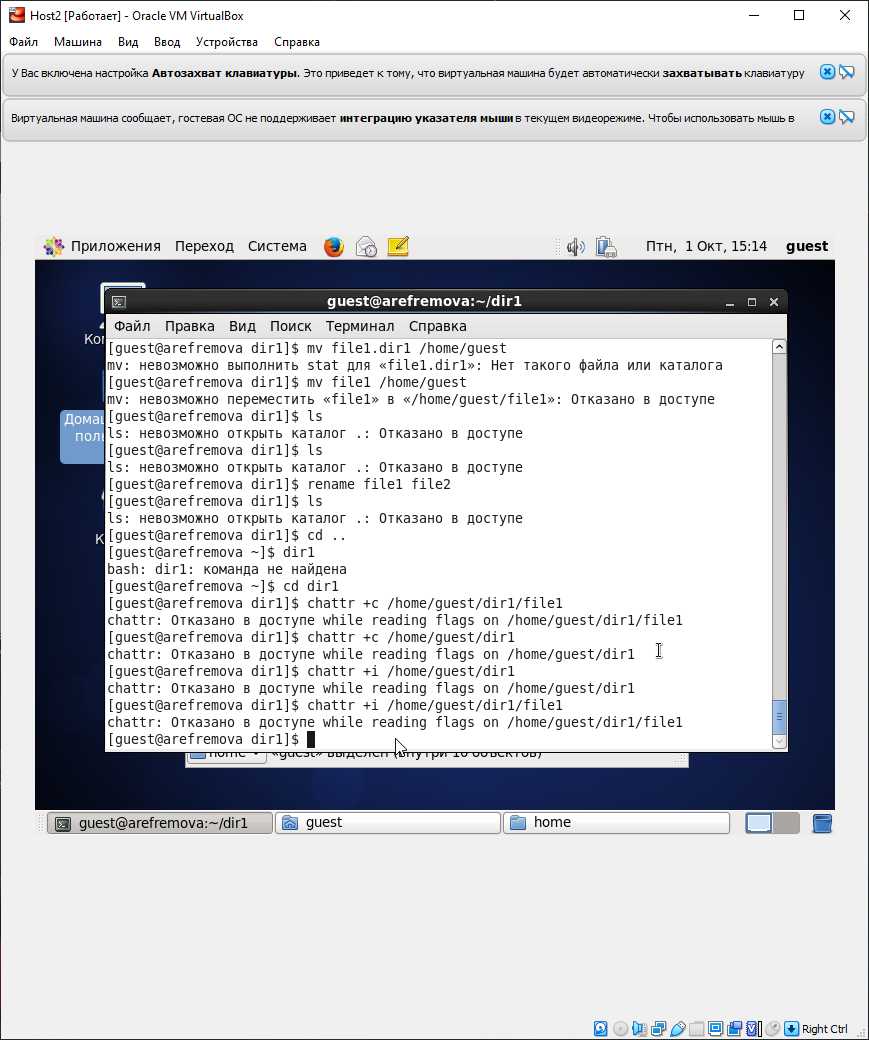 Host2 [Работает] - Oracle VM VirtualBox
Файл Машина Вид Ввод Устройства Справка
У Вас включена настройка Автозахват клавиатуры. Это приведет к тому, что виртуальная машина будет автоматически захватывать клавиатуру
Виртуальная машина сообщает, гостевая ОС не поддерживает интеграцию указателя мыши в текущем видеорежиме. Чтобы использовать мышь в
Приложения Переход Система Птн, 1 Окт, 15:14 guest
guest@arefremova:~/dir1
Файл Правка Вид Поиск Терминал Справка
[guest@arefremova dir1]$ mv file1.dir1 /home/guest
mv: невозможно выполнить stat для «file1.dir1»: Нет такого файла или каталога
[guest@arefremova dir1]$ mv file1 /home/guest
mv: невозможно переместить «file1» в «/home/guest/file1»: Отказано в доступе
[guest@arefremova dir1]$ ls
ls: невозможно открыть каталог .: Отказано в доступе
[guest@arefremova dir1]$ ls
ls: невозможно открыть каталог .: Отказано в доступе
[guest@arefremova dir1]$ rename file1 file2
[guest@arefremova dir1]$ ls
ls: невозможно открыть каталог .: Отказано в доступе
[guest@arefremova dir1]$ cd ..
[guest@arefremova ~]$ dir1
bash: dir1: команда не найдена
[guest@arefremova ~]$ cd dir1
[guest@arefremova dir1]$ chattr +c /home/guest/dir1/file1
chattr: Отказано в доступе while reading flags on /home/guest/dir1/file1
[guest@arefremova dir1]$ chattr +c /home/guest/dir1
chattr: Отказано в доступе while reading flags on /home/guest/dir1
[guest@arefremova dir1]$ chattr +i /home/guest/dir1
chattr: Отказано в доступе while reading flags on /home/guest/dir1
[guest@arefremova dir1]$ chattr +i /home/guest/dir1/file1
chattr: Отказано в доступе while reading flags on /home/guest/dir1/file1
[guest@arefremova dir1]$
guest@arefremova:~/dir1 guest home
Right Ctrl